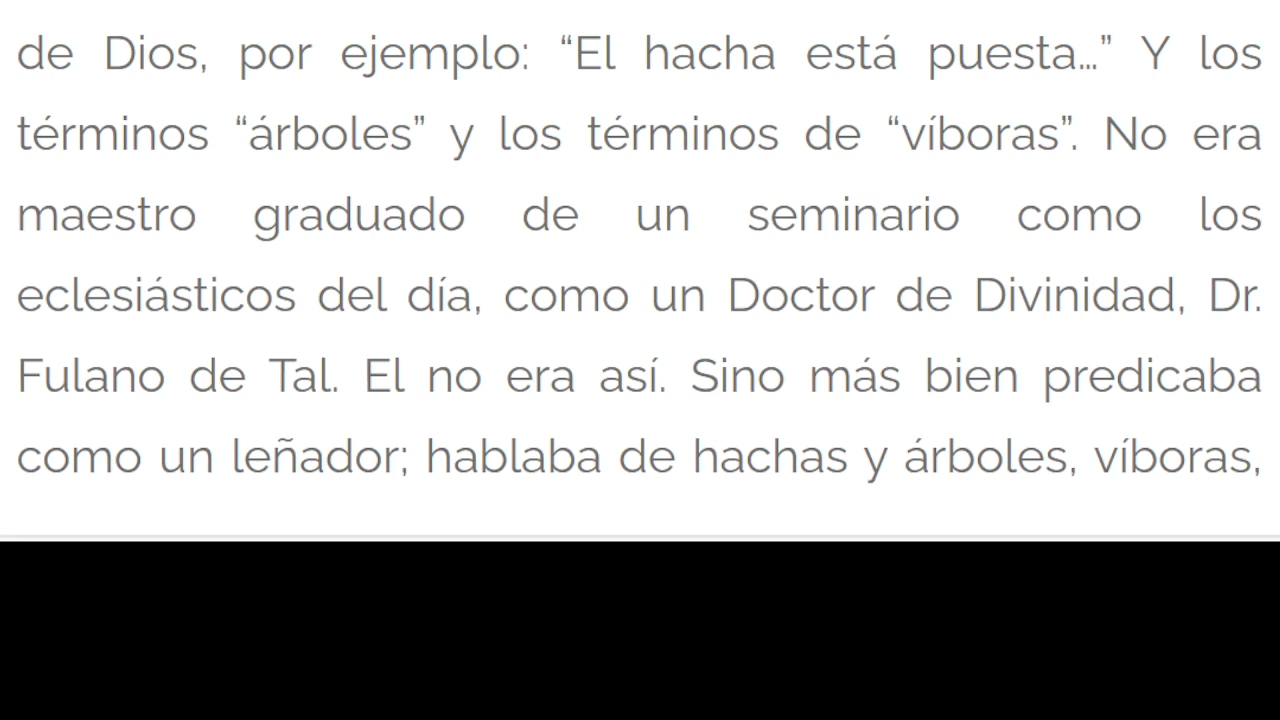 de Dios, por ejemplo: “El hacha está puesta…” Y los
términos “árboles” y los términos de “víboras”. No era
maestro graduado de un seminario como los
eclesiásticos del día, como un Doctor de Divinidad, Dr.
Fulano de Tal. El no era así. Sino más bien predicaba
como un leñador; hablaba de hachas y árboles, víboras,